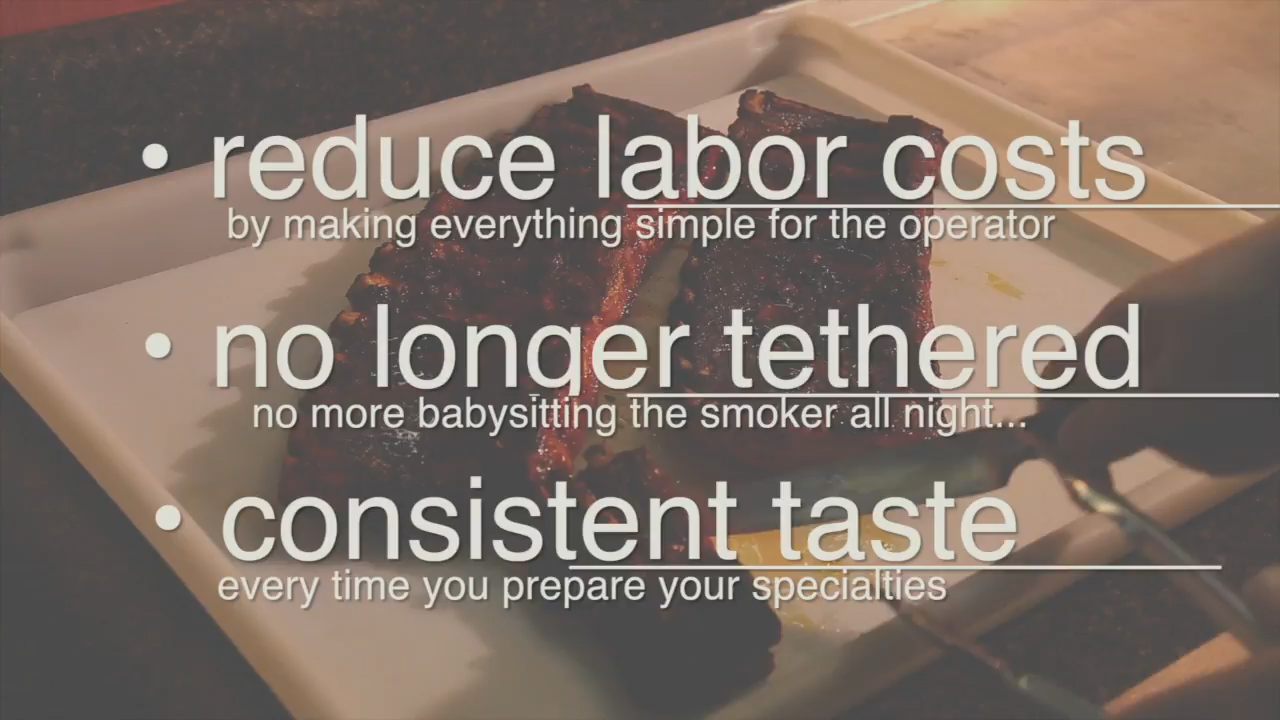 • reduce labor costs
by making everything simple for the operator
• no longer tethered
no more babysitting the smoker all night...
• consistent taste
every time you prepare your specialties